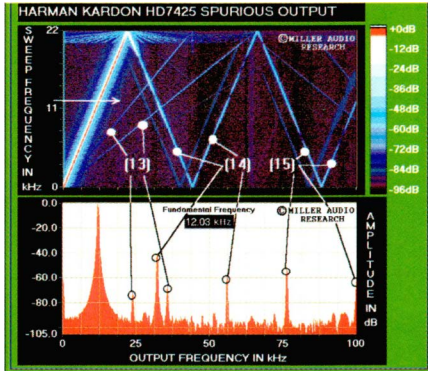 HARMAN KARDON HD7425 SPURIOUS OUTPUT
SWEEP FREQUENCY IN kHz
22
11
0
©MILLER AUDIO
RESEARCH
+0dB
-12dB
-24dB
-36dB
-48dB
-60dB
-72dB
-84dB
-96dB
(13)
(14)
(15)
0.0
-20.0
-40.0
-60.0
-80.0
-105.0
Fundamental Frequency
12.03 kHz
©MILLER AUDIO
RESEARCH
AMPLITUDE IN dB
0
25
50
75
100
OUTPUT FREQUENCY IN kHz